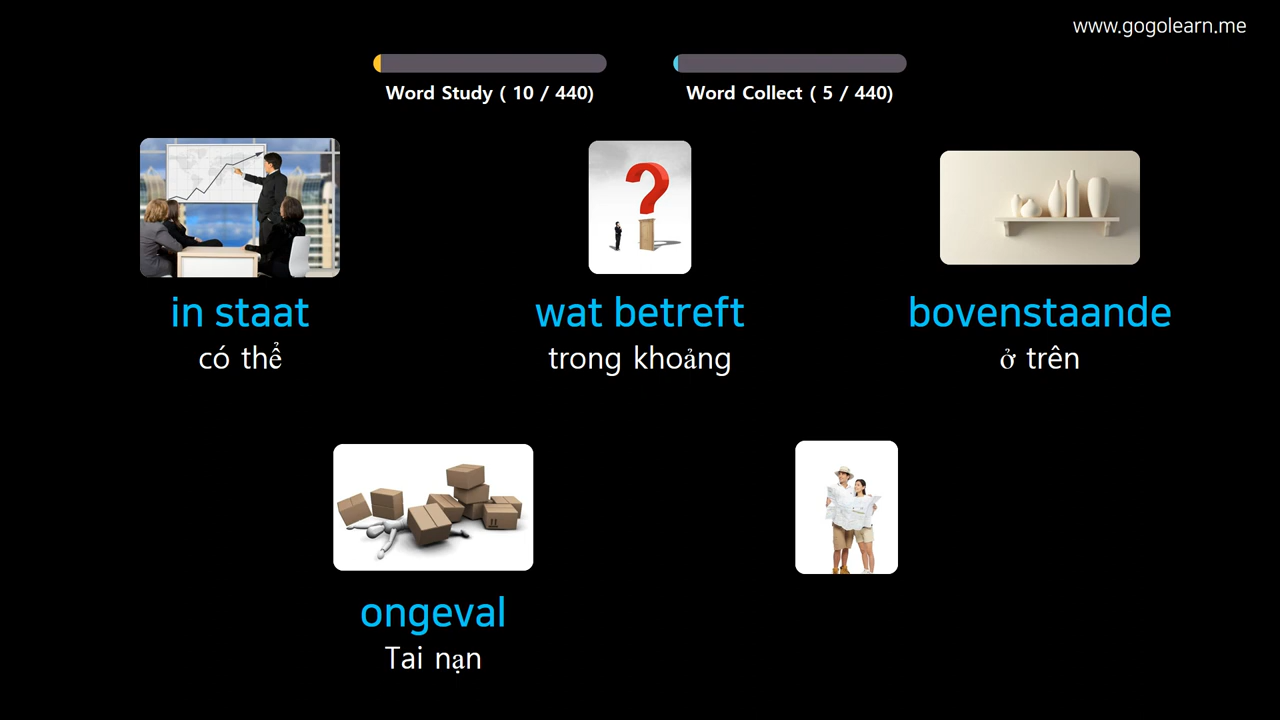 www.gogolearn.me
Word Study ( 10 / 440)
Word Collect ( 5 / 440)
in staat
có thể
wat betreft
trong khoảng
bovenstaande
ở trên
ongeval
Tai nạn